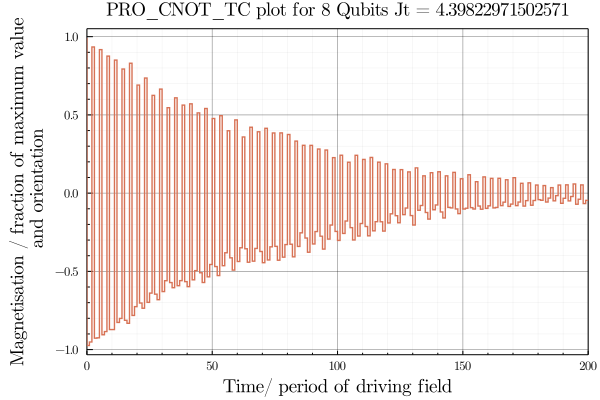 PRO_CNOT_TC plot for 8 Qubits Jt = 4.39822971502571
Magnetisation / fraction of maximum value
and orientation
1.0
0.5
0.0
−0.5
−1.0
0
50
100
150
200
Time/ period of driving field